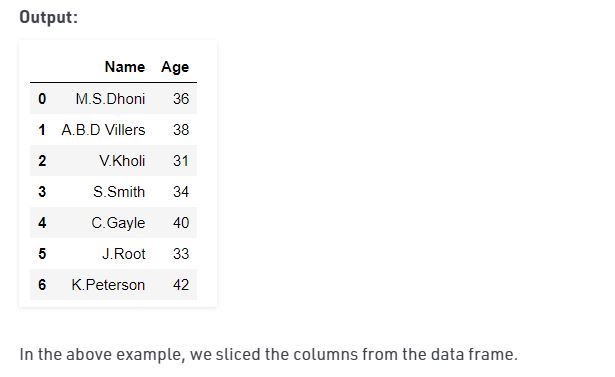 Output:
Name Age
0 M.S.Dhoni 36
1 A.B.D Villers 38
2 V.Kholi 31
3 S.Smith 34
4 C.Gayle 40
5 J.Root 33
6 K.Peterson 42
In the above example, we sliced the columns from the data frame.